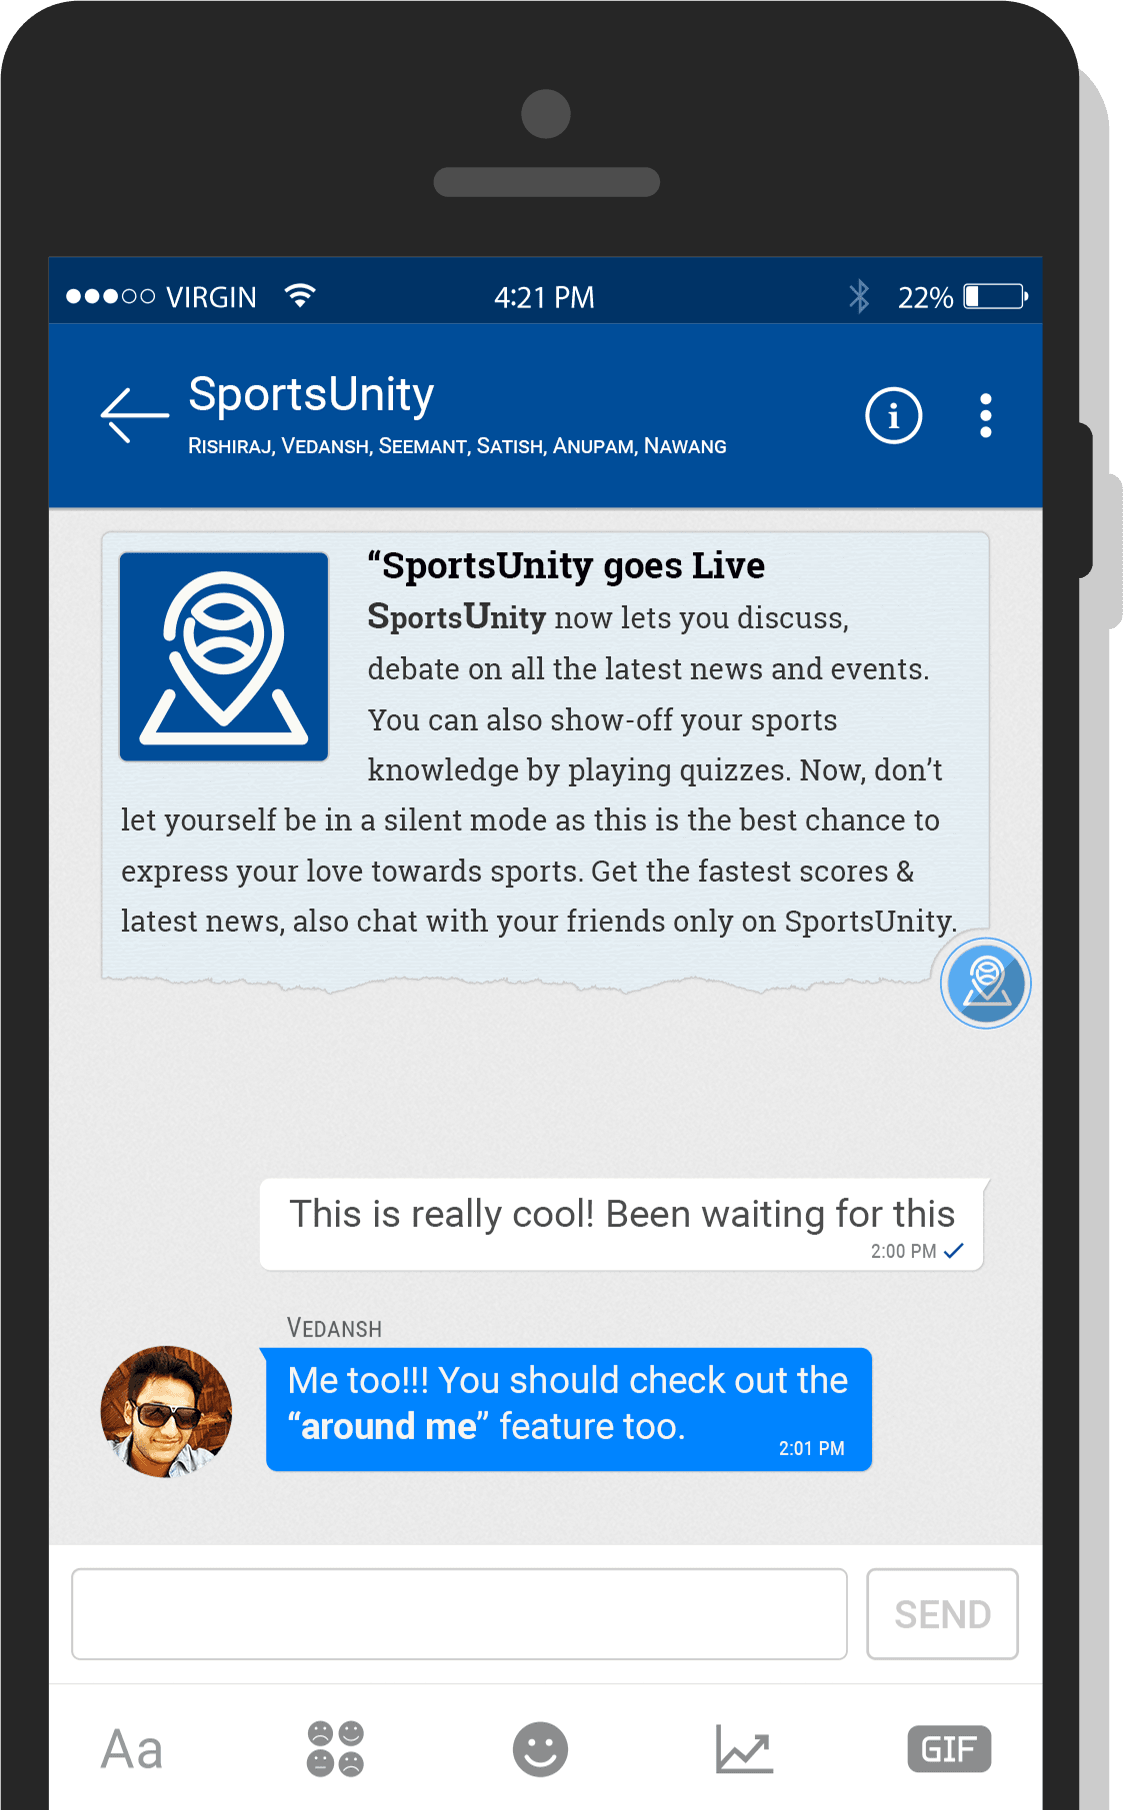 VIRGIN 4:21 PM 22%
SportsUnity
RISHIRAJ, VEDANSH, SEEMANT, SATISH, ANUPAM, NAWANG
“SportsUnity goes Live
SportsUnity now lets you discuss,
debate on all the latest news and events.
You can also show-off your sports
knowledge by playing quizzes. Now, don’t
let yourself be in a silent mode as this is the best chance to
express your love towards sports. Get the fastest scores &
latest news, also chat with your friends only on SportsUnity.
This is really cool! Been waiting for this
2:00 PM
VEDANSH
Me too!!! You should check out the
“around me” feature too.
2:01 PM
SEND
Aa
GIF